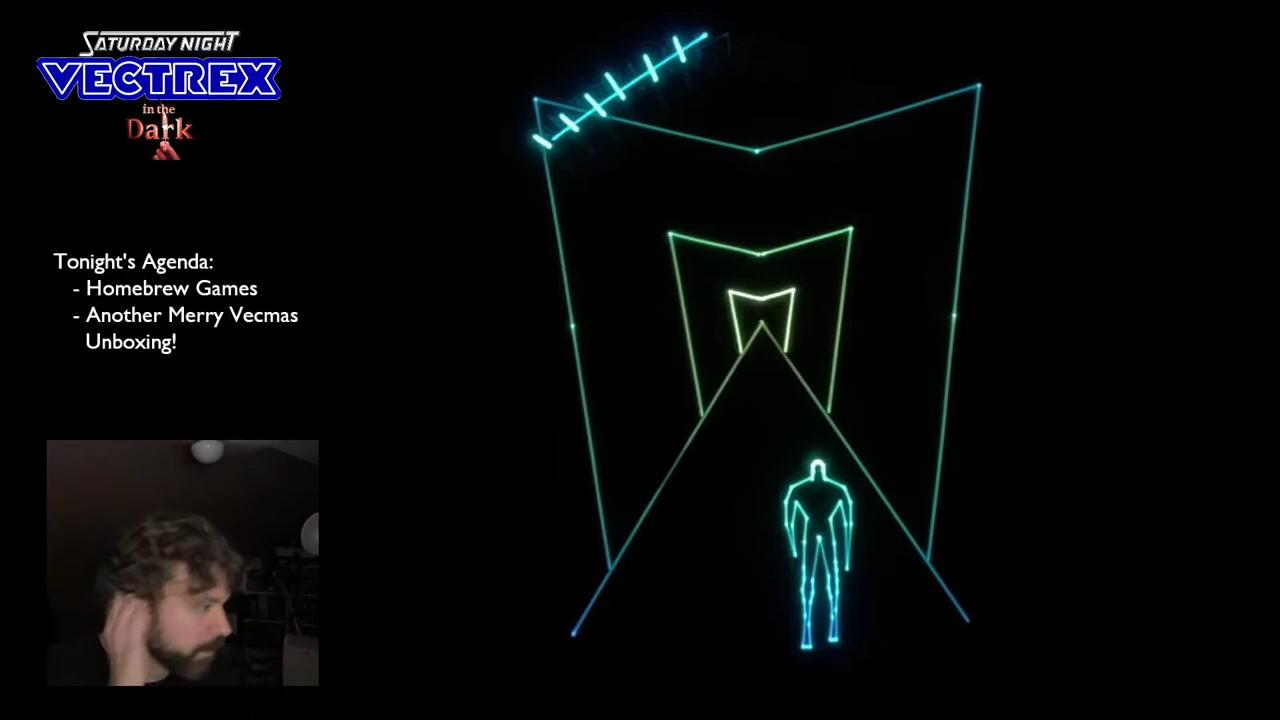 SATURDAY NIGHT
VECTREX
in the
Dark
Tonight's Agenda:
- Homebrew Games
- Another Merry Vecmas
Unboxing!